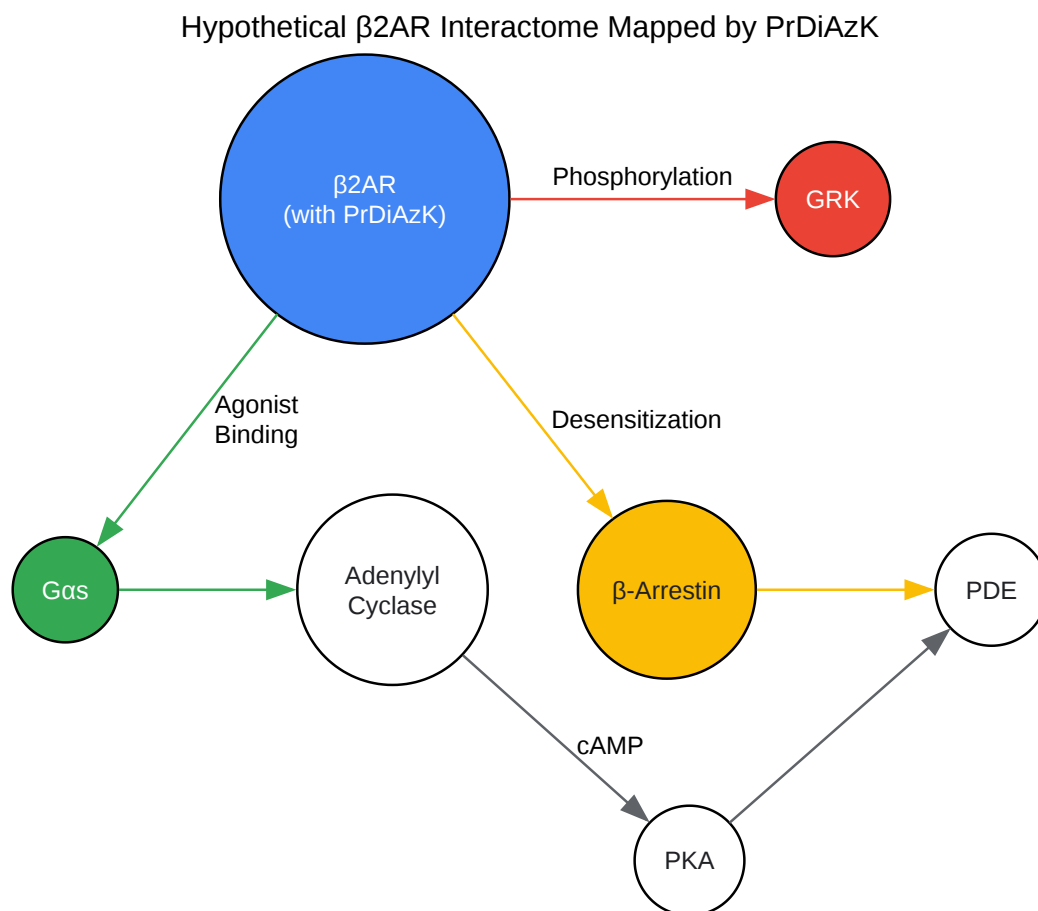 Hypothetical β2AR Interactome Mapped by PrDiAzK
β2AR
(with PrDiAzK)
Phosphorylation
GRK
Agonist
Binding
Desensitization
Gαs
Adenylyl
Cyclase
β-Arrestin
PDE
cAMP
PKA